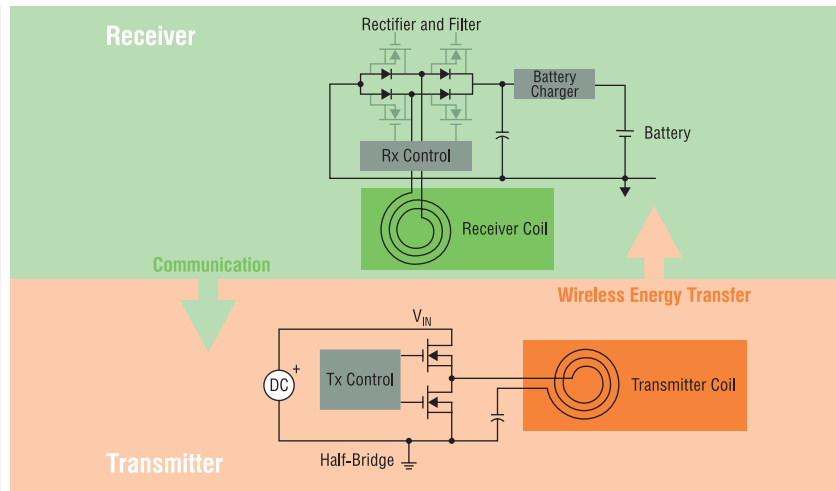 Receiver
Rectifier and Filter
Battery
Charger
Battery
Rx Control
Receiver Coil
Communication
Wireless Energy Transfer
VIN
DC
+
Tx Control
Transmitter Coil
Half-Bridge
Transmitter